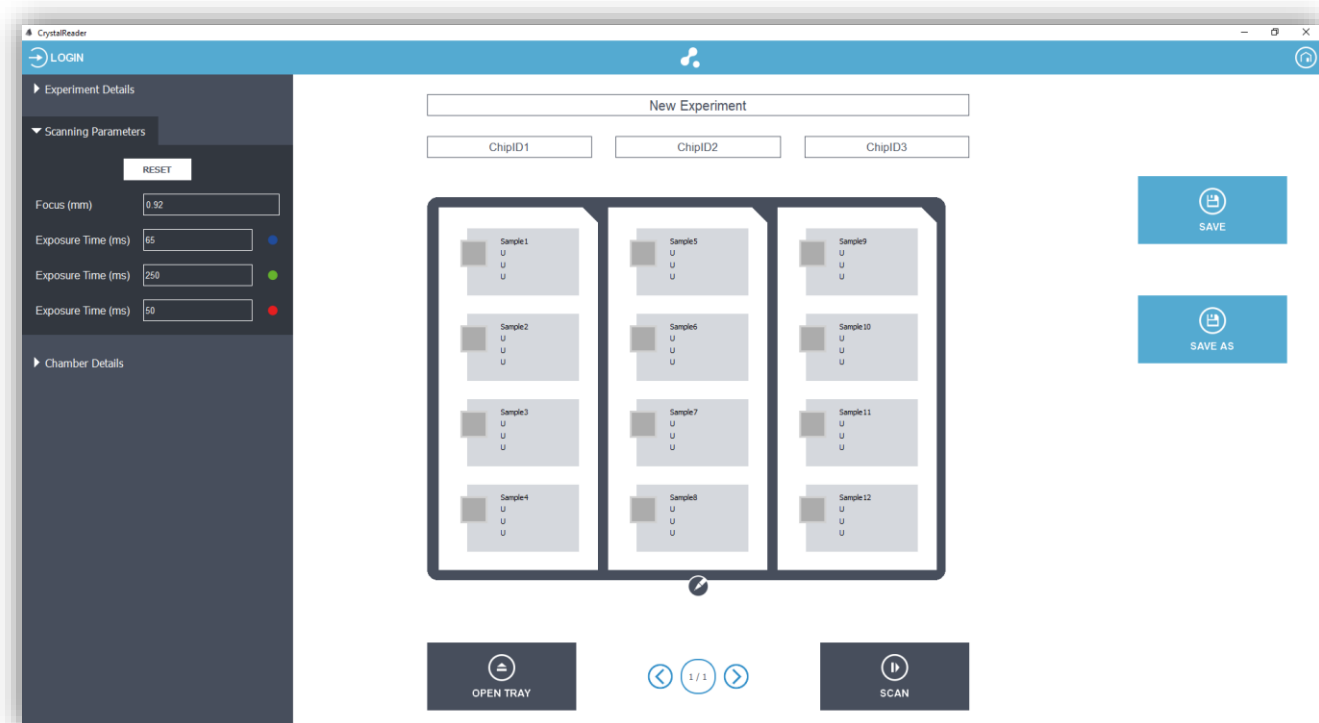 CrystalReader
LOGIN
Experiment Details
Scanning Parameters
RESET
Focus (mm) 0.92
Exposure Time (ms) 65
Exposure Time (ms) 250
Exposure Time (ms) 50
Chamber Details
New Experiment
ChipID1 ChipID2 ChipID3
Sample1
U
U
U
Sample2
U
U
U
Sample3
U
U
U
Sample4
U
U
U
Sample5
U
U
U
Sample6
U
U
U
Sample7
U
U
U
Sample8
U
U
U
Sample9
U
U
U
Sample10
U
U
U
Sample11
U
U
U
Sample12
U
U
U
OPEN TRAY
1 / 1
SCAN
SAVE
SAVE AS